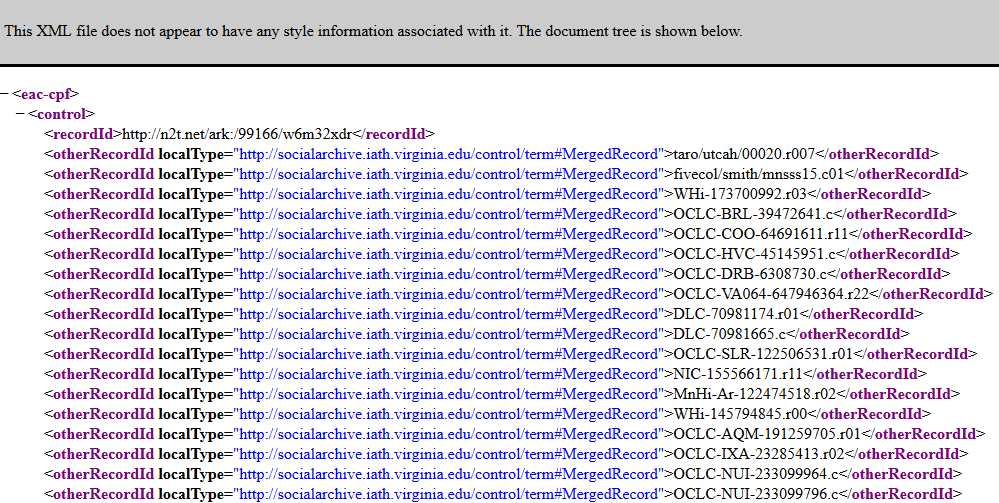 This XML file does not appear to have any style information associated with it. The document tree is shown below.
−<eac-cpf>
−<control>
<recordId>http://n2t.net/ark:/99166/w6m32xdr</recordId>
<otherRecordId localType="http://socialarchive.iath.virginia.edu/control/term#MergedRecord">taro/utcah/00020.r007</otherRecordId>
<otherRecordId localType="http://socialarchive.iath.virginia.edu/control/term#MergedRecord">fivecol/smith/mnsss15.c01</otherRecordId>
<otherRecordId localType="http://socialarchive.iath.virginia.edu/control/term#MergedRecord">WHi-173700992.r03</otherRecordId>
<otherRecordId localType="http://socialarchive.iath.virginia.edu/control/term#MergedRecord">OCLC-BRL-39472641.c</otherRecordId>
<otherRecordId localType="http://socialarchive.iath.virginia.edu/control/term#MergedRecord">OCLC-COO-64691611.r11</otherRecordId>
<otherRecordId localType="http://socialarchive.iath.virginia.edu/control/term#MergedRecord">OCLC-HVC-45145951.c</otherRecordId>
<otherRecordId localType="http://socialarchive.iath.virginia.edu/control/term#MergedRecord">OCLC-DRB-6308730.c</otherRecordId>
<otherRecordId localType="http://socialarchive.iath.virginia.edu/control/term#MergedRecord">OCLC-VA064-647946364.r22</otherRecordId>
<otherRecordId localType="http://socialarchive.iath.virginia.edu/control/term#MergedRecord">DLC-70981174.r01</otherRecordId>
<otherRecordId localType="http://socialarchive.iath.virginia.edu/control/term#MergedRecord">DLC-70981665.c</otherRecordId>
<otherRecordId localType="http://socialarchive.iath.virginia.edu/control/term#MergedRecord">OCLC-SLR-122506531.r01</otherRecordId>
<otherRecordId localType="http://socialarchive.iath.virginia.edu/control/term#MergedRecord">NIC-155566171.r11</otherRecordId>
<otherRecordId localType="http://socialarchive.iath.virginia.edu/control/term#MergedRecord">MnHi-Ar-122474518.r02</otherRecordId>
<otherRecordId localType="http://socialarchive.iath.virginia.edu/control/term#MergedRecord">WHi-145794845.r00</otherRecordId>
<otherRecordId localType="http://socialarchive.iath.virginia.edu/control/term#MergedRecord">OCLC-AQM-191259705.r01</otherRecordId>
<otherRecordId localType="http://socialarchive.iath.virginia.edu/control/term#MergedRecord">OCLC-IXA-23285413.r02</otherRecordId>
<otherRecordId localType="http://socialarchive.iath.virginia.edu/control/term#MergedRecord">OCLC-NUI-233099964.c</otherRecordId>
<otherRecordId localType="http://socialarchive.iath.virginia.edu/control/term#MergedRecord">OCLC-NUI-233099796.c</otherRecordId>